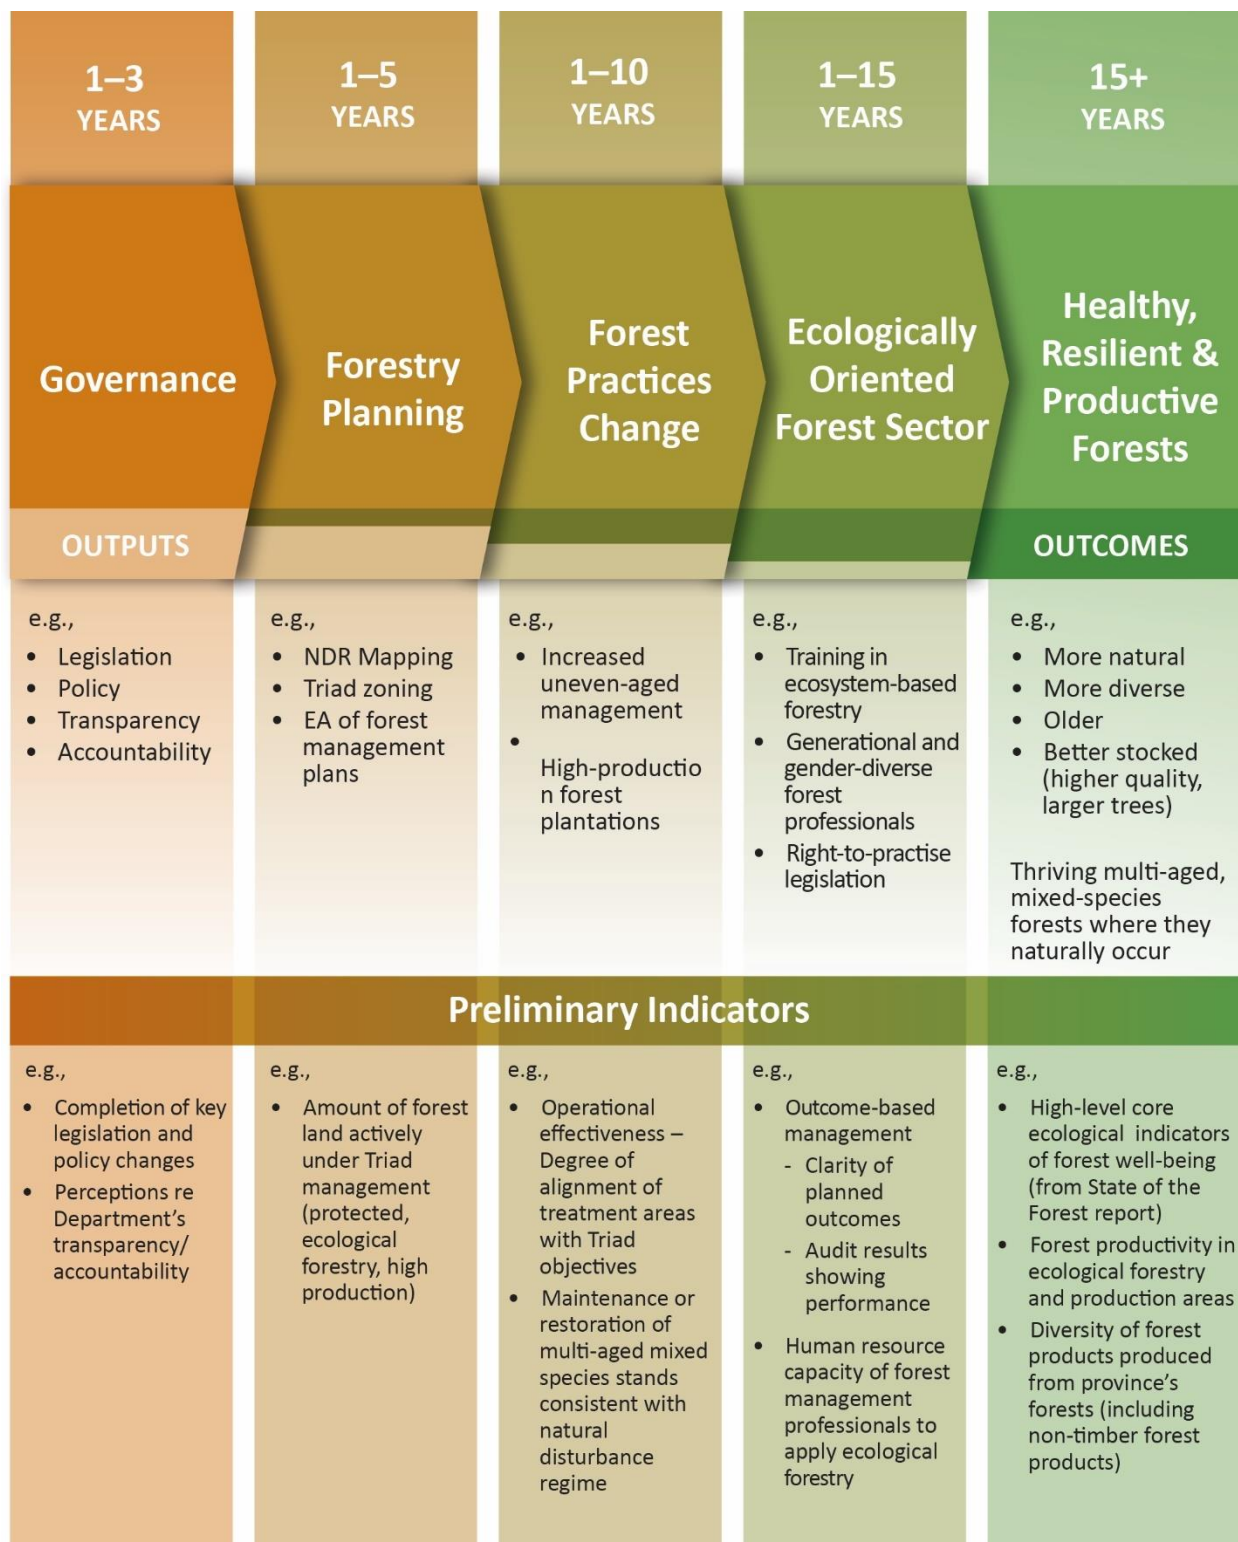 1–3
YEARS
1–5
YEARS
1–10
YEARS
1–15
YEARS
15+
YEARS
Governance
Forestry
Planning
Forest
Practices
Change
Ecologically
Oriented
Forest Sector
Healthy,
Resilient &
Productive
Forests
OUTPUTS
OUTCOMES
e.g.,
• Legislation
• Policy
• Transparency
• Accountability
e.g.,
• NDR Mapping
• Triad zoning
• EA of forest
management
plans
e.g.,
• Increased
uneven-aged
management
•
High-productio
n forest
plantations
e.g.,
• Training in
ecosystem-based
forestry
• Generational and
gender-diverse
forest
professionals
• Right-to-practise
legislation
e.g.,
• More natural
• More diverse
• Older
• Better stocked
(higher quality,
larger trees)
Thriving multi-aged,
mixed-species
forests where they
naturally occur
Preliminary Indicators
e.g.,
• Completion of key
legislation and
policy changes
• Perceptions re
Department's
transparency/
accountability
e.g.,
• Amount of forest
land actively
under Triad
management
(protected,
ecological
forestry, high
production)
e.g.,
• Operational
effectiveness –
Degree of
alignment of
treatment areas
with Triad
objectives
• Maintenance or
restoration of
multi-aged mixed
species stands
consistent with
natural
disturbance
regime
e.g.,
• Outcome-based
management
- Clarity of
planned
outcomes
- Audit results
showing
performance
• Human resource
capacity of forest
management
professionals to
apply ecological
forestry
e.g.,
• High-level core
ecological indicators
of forest well-being
(from State of the
Forest report)
• Forest productivity in
ecological forestry
and production areas
• Diversity of forest
products produced
from province's
forests (including
non-timber forest
products)